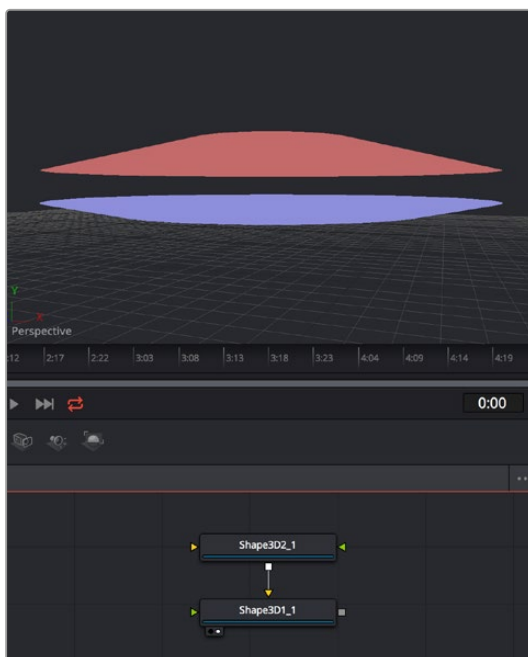 Y
X
Perspective
:12 2:17 2:22 3:03 3:08 3:13 3:18 3:23 4:04 4:09 4:14 4:19
0:00
Shape3D2_1
Shape3D1_1